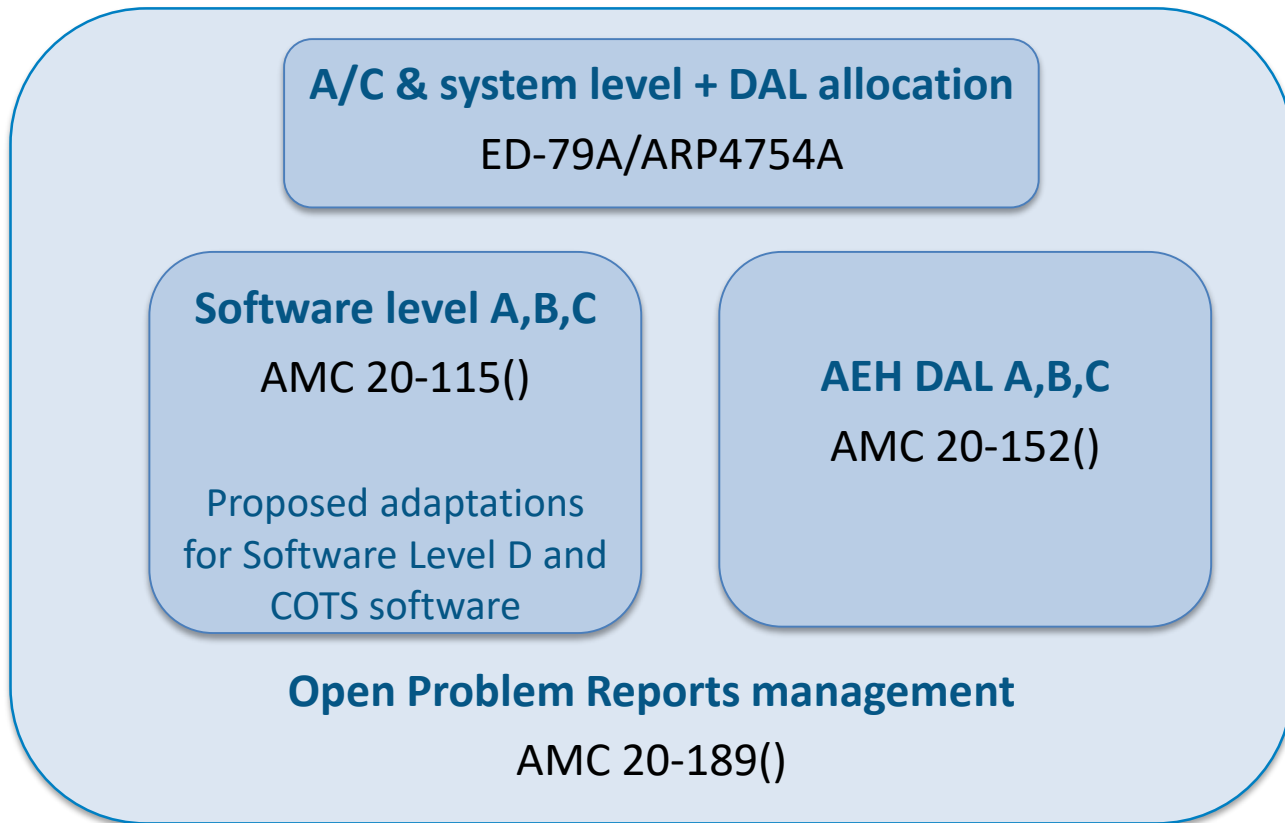 A/C & system level + DAL allocation
ED-79A/ARP4754A
Software level A,B,C
AMC 20-115()
Proposed adaptations
for Software Level D and
COTS software
AEH DAL A,B,C
AMC 20-152()
Open Problem Reports management
AMC 20-189()